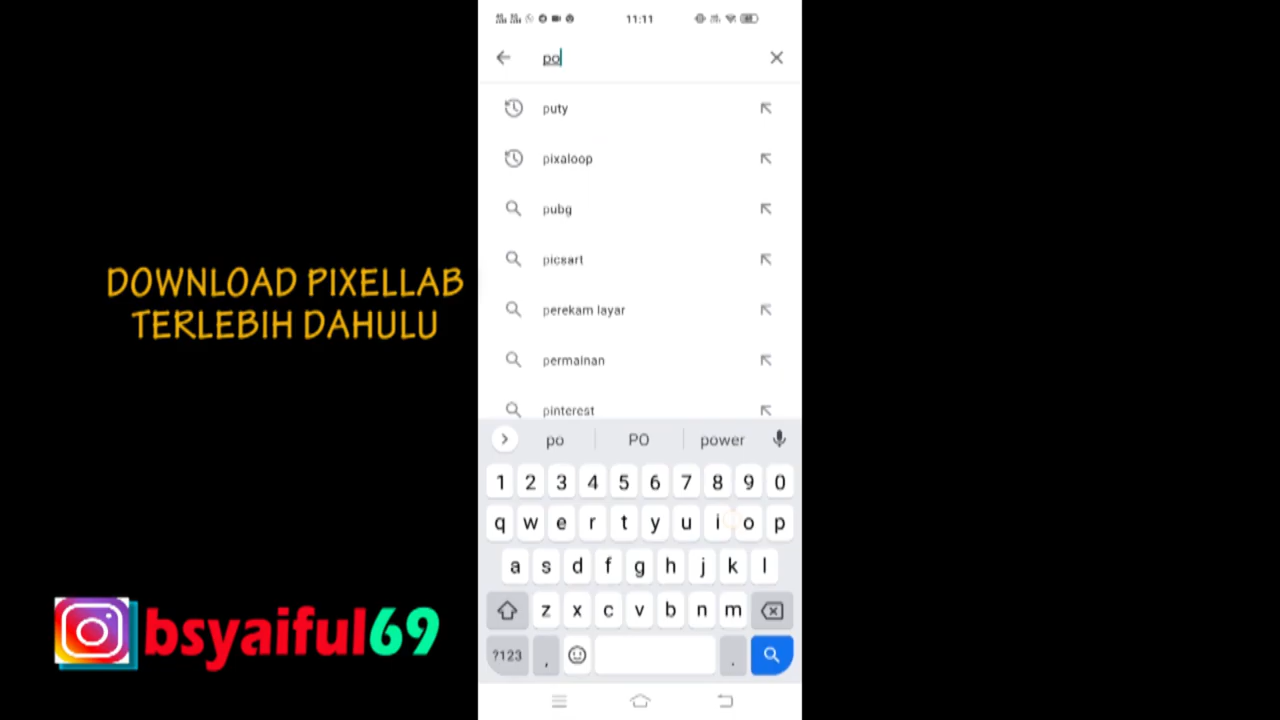 11:11
po
puty
pixaloop
pubg
picsart
perekam layar
permainan
pinterest
po PO power
1 2 3 4 5 6 7 8 9 0
q w e r t y u i o p
a s d f g h j k l
z x c v b n m
?123 , .
DOWNLOAD PIXELLAB
TERLEBIH DAHULU
bsyaiful69